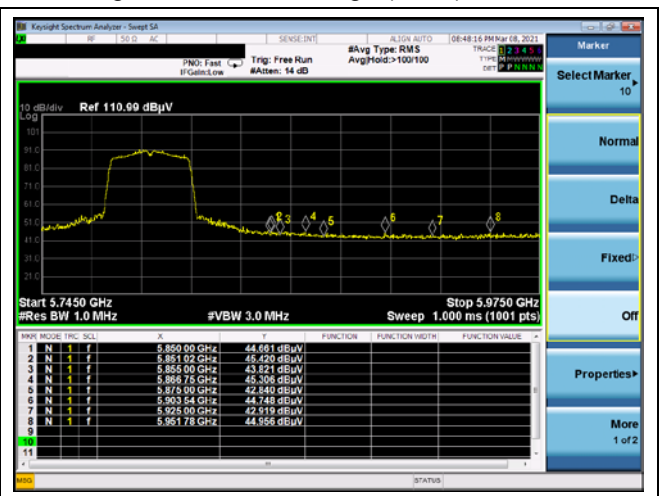 Keysight Spectrum Analyzer - Swept SA
RF 50 Ω AC SENSE:INT ALIGN AUTO 08:48:16 PM Mar 08, 2021
#Avg Type: RMS TRACE 1 2 3 4 5
PNO: Fast Trig: Free Run Avg|Hold:>100/100 TYPE
IFGain:Low #Atten: 14 dB DET P P N N N N
10 dB/div Ref 110.99 dBµV
Log
101
91.0
81.0
71.0
61.0
51.0
41.0
31.0
21.0
2 3 4 5 6 7 8
Start 5.7450 GHz Stop 5.9750 GHz
#Res BW 1.0 MHz #VBW 3.0 MHz Sweep 1.000 ms (1001 pts)
MKR MODE TRC SCL X Y FUNCTION FUNCTION WIDTH FUNCTION VALUE
1 N 1 f 5.850 00 GHz 44.661 dBµV
2 N 1 f 5.851 02 GHz 45.420 dBµV
3 N 1 f 5.855 00 GHz 43.821 dBµV
4 N 1 f 5.866 75 GHz 45.306 dBµV
5 N 1 f 5.875 00 GHz 42.840 dBµV
6 N 1 f 5.903 54 GHz 44.748 dBµV
7 N 1 f 5.925 00 GHz 42.919 dBµV
8 N 1 f 5.951 78 GHz 44.956 dBµV
9
10
11
MSG STATUS
Marker
Select Marker
10
Normal
Delta
Fixed
Off
Properties
More
1 of 2